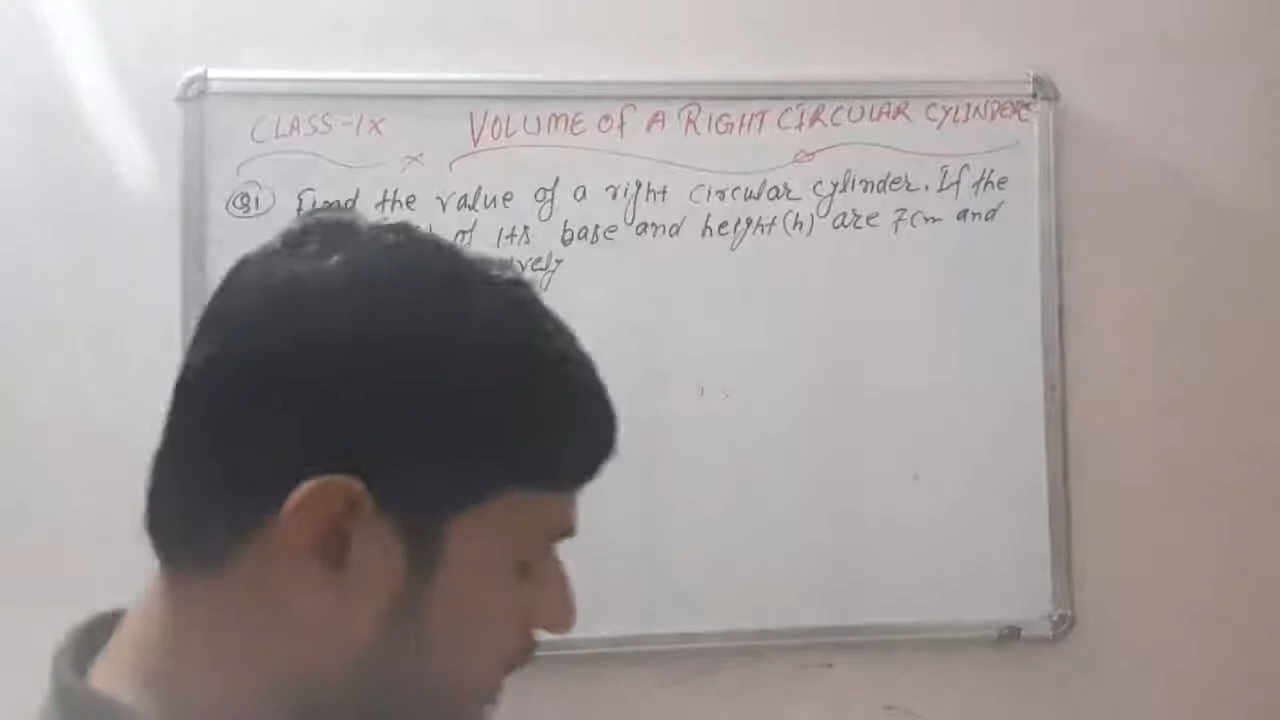 CLASS-IX VOLUME OF A RIGHT CIRCULAR CYLINDER
Q1 Find the value of a right circular cylinder. If the
of its base and height (h) are 7cm and